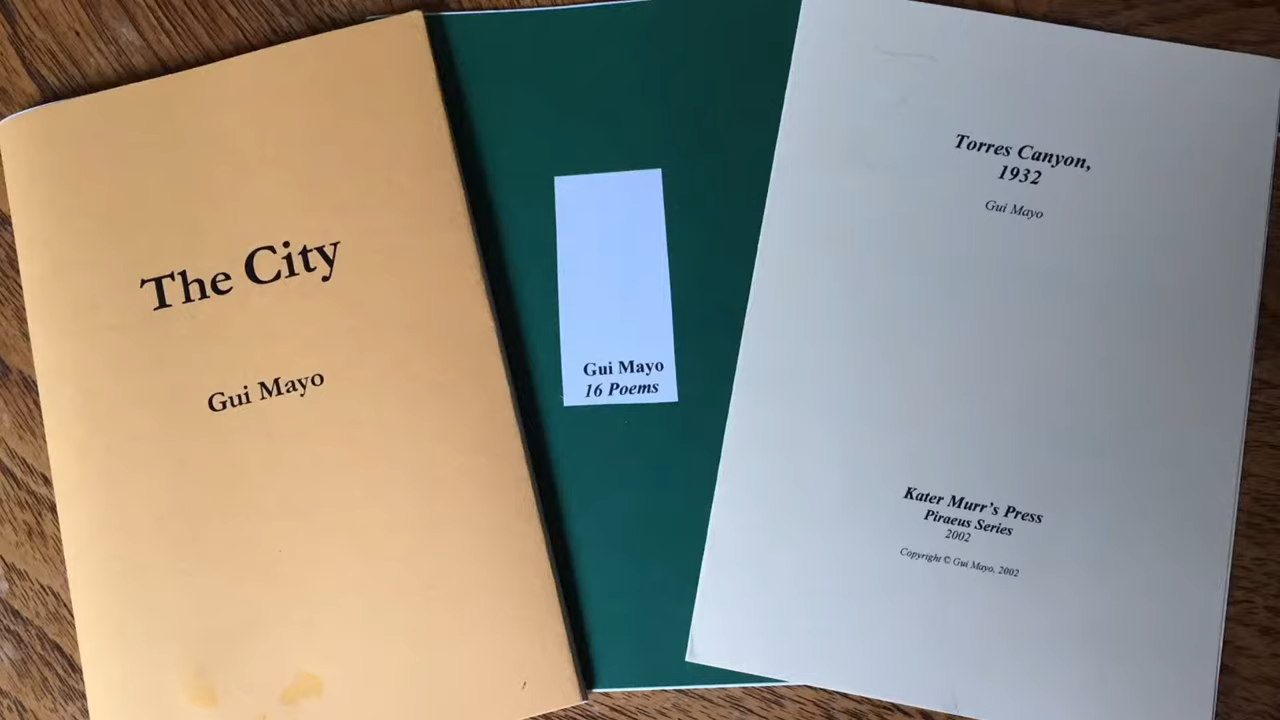 The City
Gui Mayo
Gui Mayo
16 Poems
Torres Canyon,
1932
Gui Mayo
Kater Murr's Press
Piraeus Series
2002
Copyright © Gui Mayo, 2002